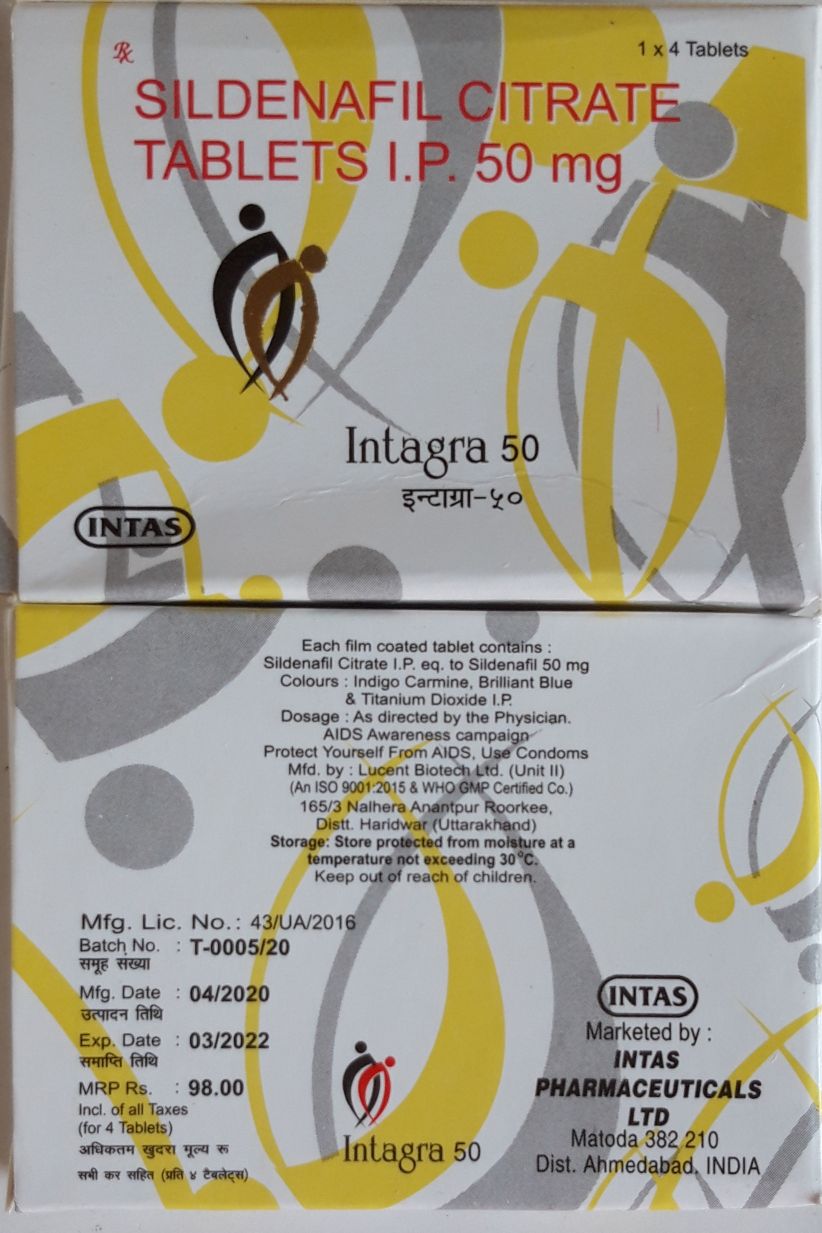 Rx
1 x 4 Tablets
SILDENAFIL CITRATE
TABLETS I.P. 50 mg
Intagra 50
इन्टाग्रा-५०
INTAS
Each film coated tablet contains :
Sildenafil Citrate I.P. eq. to Sildenafil 50 mg
Colours : Indigo Carmine, Brilliant Blue
& Titanium Dioxide I.P.
Dosage : As directed by the Physician.
AIDS Awareness campaign
Protect Yourself From AIDS, Use Condoms
Mfd. by : Lucent Biotech Ltd. (Unit II)
(An ISO 9001:2015 & WHO GMP Certified Co.)
165/3 Nalhera Anantpur Roorkee,
Distt. Haridwar (Uttarakhand)
Storage: Store protected from moisture at a
temperature not exceeding 30°C.
Keep out of reach of children.
Mfg. Lic. No.: 43/UA/2016
Batch No. : T-0005/20
समूह संख्या
Mfg. Date : 04/2020
उत्पादन तिथि
Exp. Date : 03/2022
समाप्ति तिथि
MRP Rs. : 98.00
Incl. of all Taxes
(for 4 Tablets)
अधिकतम खुदरा मूल्य रू
सभी कर सहित (प्रति ४ टैबलेट्स)
Intagra 50
INTAS
Marketed by :
INTAS
PHARMACEUTICALS
LTD
Matoda 382 210
Dist. Ahmedabad. INDIA